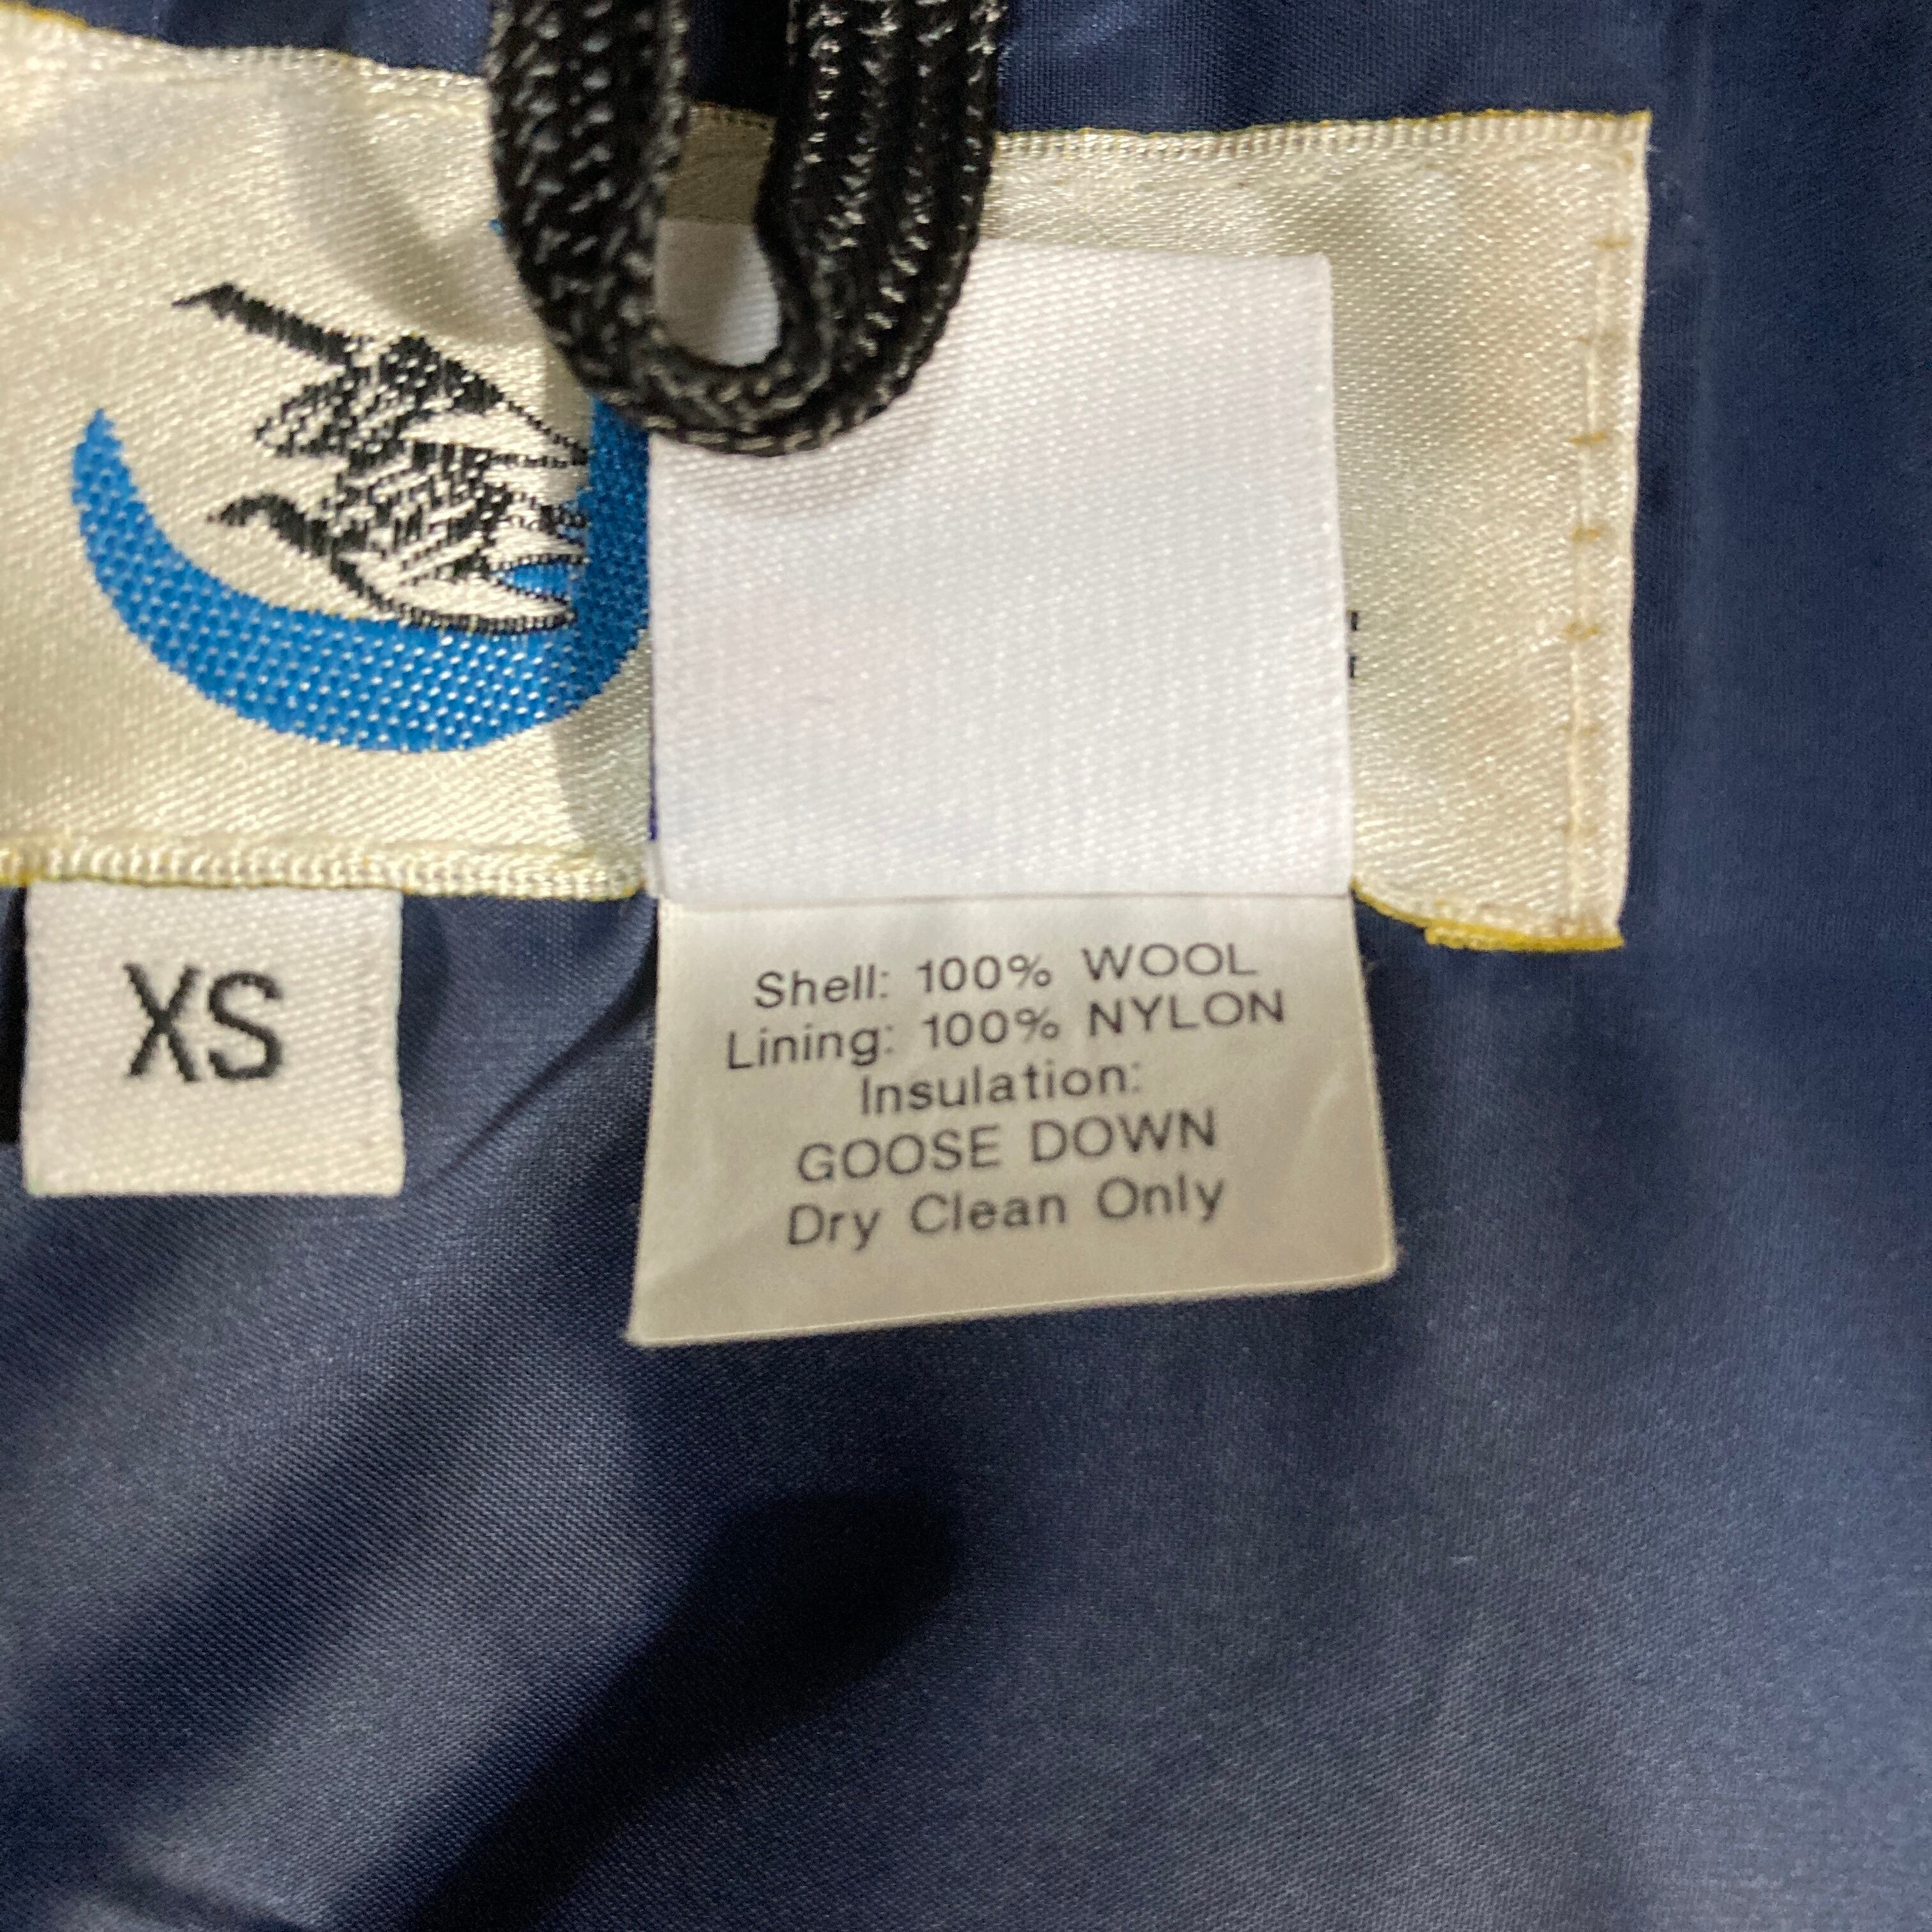 XS
Shell: 100% WOOL
Lining: 100% NYLON
Insulation:
GOOSE DOWN
Dry Clean Only